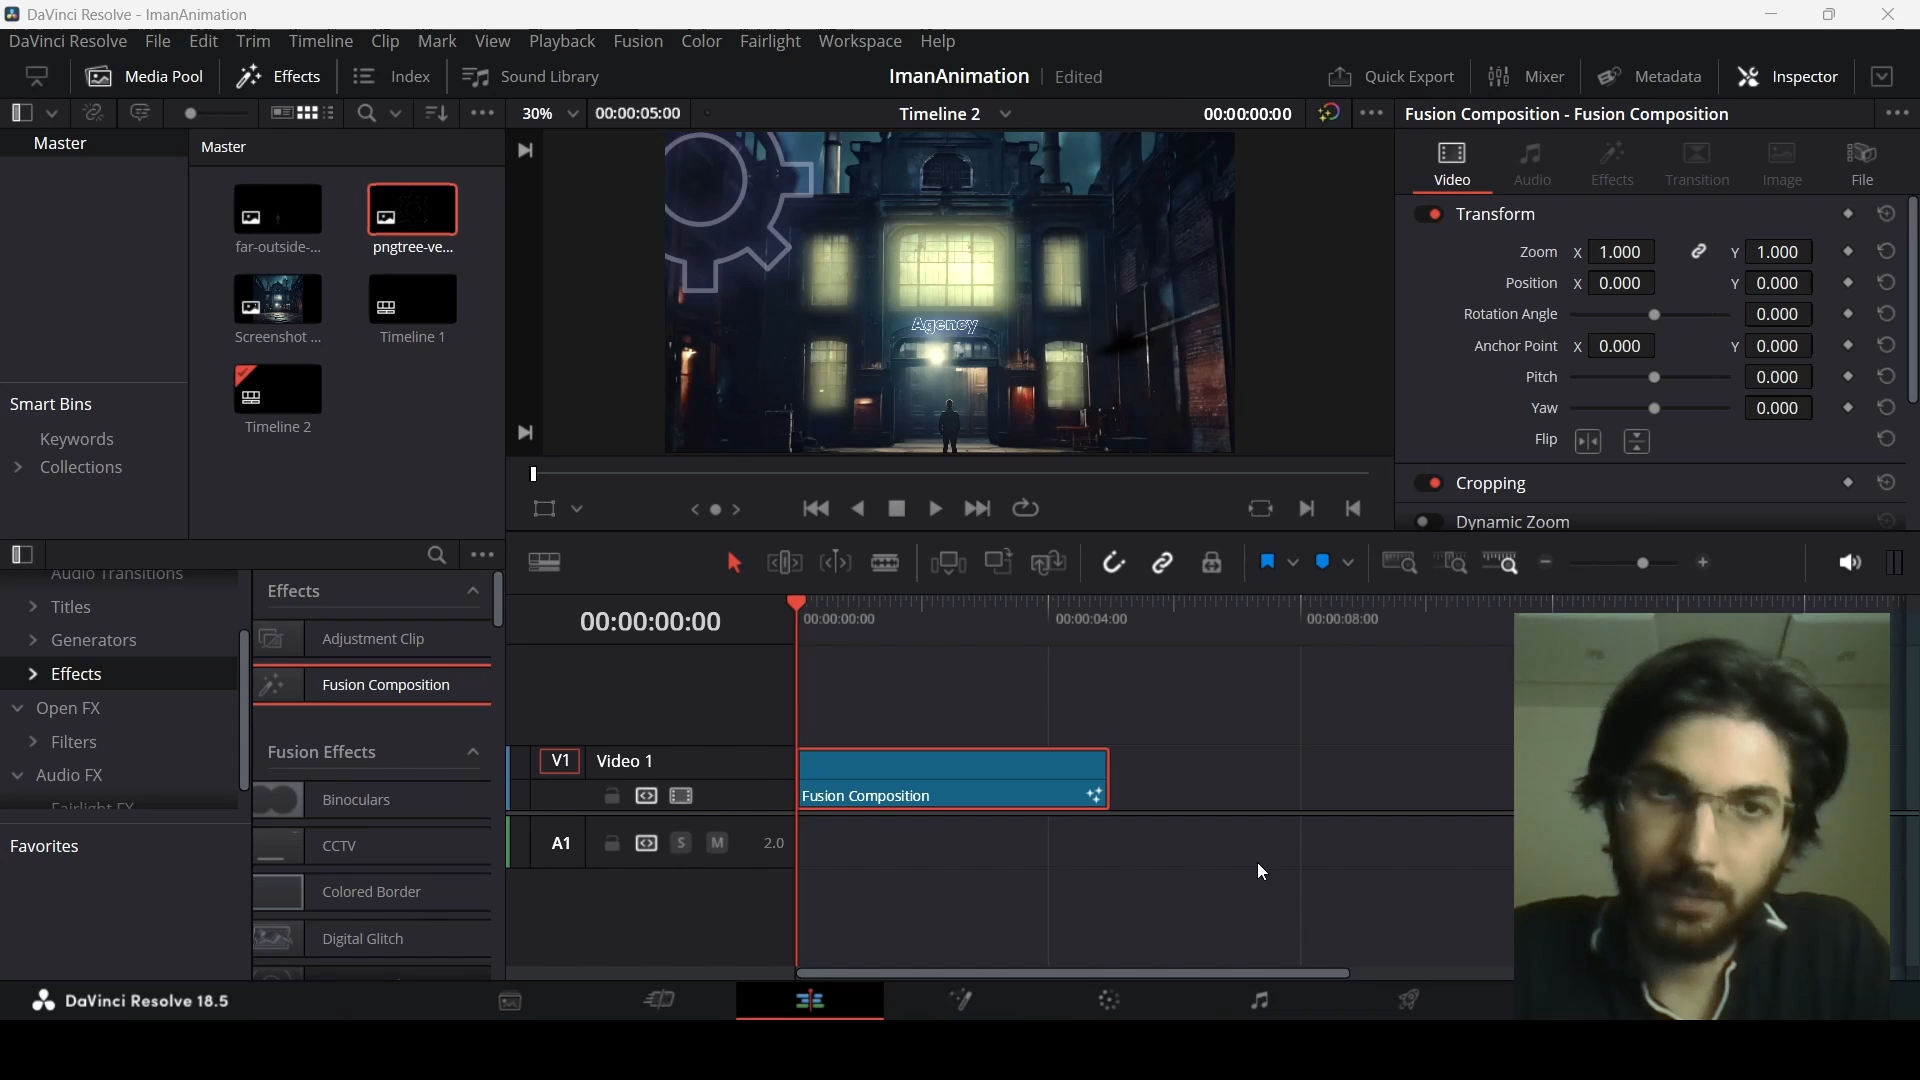 DaVinci Resolve - ImanAnimation
DaVinci Resolve File Edit Trim Timeline Clip Mark View Playback Fusion Color Fairlight Workspace Help
Media Pool Effects Index Sound Library ImanAnimation Edited Quick Export Mixer Metadata Inspector
30% 00:00:05:00 Timeline 2 00:00:00:00 Fusion Composition - Fusion Composition
Master
Master
far-outside-...
pngtree-ve...
Screenshot ...
Timeline 1
Timeline 2
Smart Bins
Keywords
Collections
Agency
Video Audio Effects Transition Image File
Transform
Zoom X 1.000 Y 1.000
Position X 0.000 Y 0.000
Rotation Angle 0.000
Anchor Point X 0.000 Y 0.000
Pitch 0.000
Yaw 0.000
Flip
Cropping
Dynamic Zoom
Audio Transitions
Titles
Generators
Effects
Open FX
Filters
Audio FX
Fairlight FX
Favorites
Effects
Adjustment Clip
Fusion Composition
Fusion Effects
Binoculars
CCTV
Colored Border
Digital Glitch
00:00:00:00
00:00:00:00 00:00:04:00 00:00:08:00
V1 Video 1
Fusion Composition
A1 S M 2.0
DaVinci Resolve 18.5